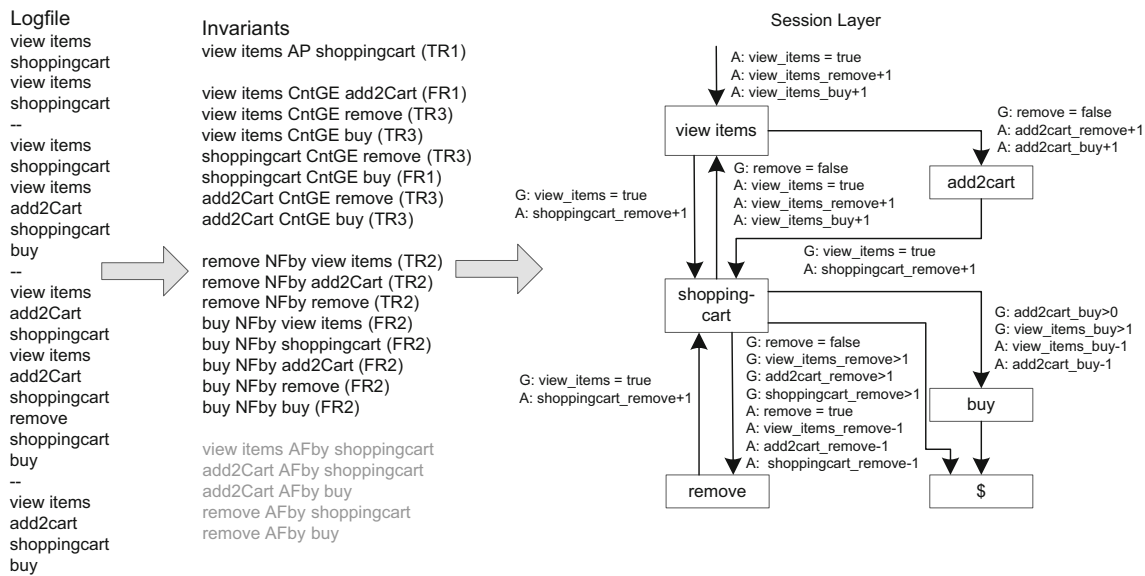 Logfile
view items
shoppingcart
view items
shoppingcart
--
view items
shoppingcart
view items
add2Cart
shoppingcart
buy
--
view items
add2Cart
shoppingcart
view items
add2Cart
shoppingcart
remove
shoppingcart
buy
--
view items
add2cart
shoppingcart
buy
Invariants
view items AP shoppingcart (TR1)
view items CntGE add2Cart (FR1)
view items CntGE remove (TR3)
view items CntGE buy (TR3)
shoppingcart CntGE remove (TR3)
shoppingcart CntGE buy (FR1)
add2Cart CntGE remove (TR3)
add2Cart CntGE buy (TR3)
remove NFby view items (TR2)
remove NFby add2Cart (TR2)
remove NFby remove (TR2)
buy NFby view items (FR2)
buy NFby shoppingcart (FR2)
buy NFby add2Cart (FR2)
buy NFby remove (FR2)
buy NFby buy (FR2)
view items AFby shoppingcart
add2Cart AFby shoppingcart
add2Cart AFby buy
remove AFby shoppingcart
remove AFby buy
Session Layer
A: view_items = true
A: view_items_remove+1
A: view_items_buy+1
view items
G: remove = false
A: add2cart_remove+1
A: add2cart_buy+1
add2cart
G: view_items = true
A: shoppingcart_remove+1
G: remove = false
A: view_items = true
A: view_items_remove+1
A: view_items_buy+1
G: view_items = true
A: shoppingcart_remove+1
shopping-
cart
G: add2cart_buy>0
G: view_items_buy>1
A: view_items_buy-1
A: add2cart_buy-1
G: remove = false
G: view_items_remove>1
G: add2cart_remove>1
G: shoppingcart_remove>1
A: remove = true
A: view_items_remove-1
A: add2cart_remove-1
A: shoppingcart_remove-1
G: view_items = true
A: shoppingcart_remove+1
buy
remove
$